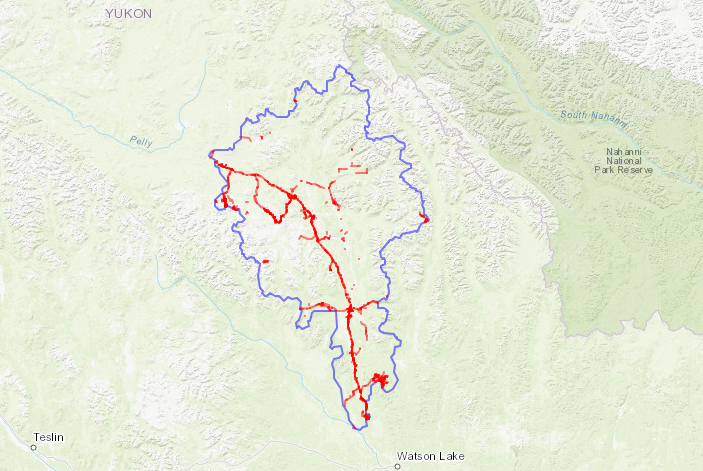 YUKON
South Nahanni
Pelly
Nahanni
National
Park Reserve
Teslin
Watson Lake